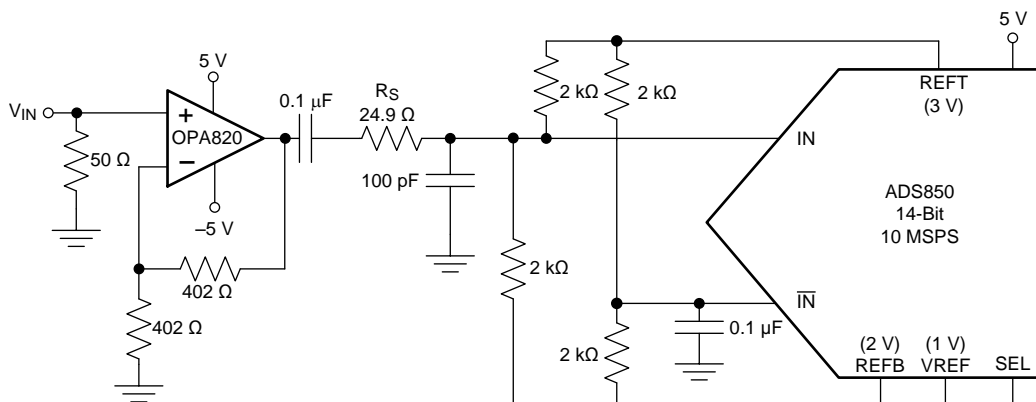 5 V
REFT
(3 V)
2 kΩ
2 kΩ
5 V
0.1 μF
RS
24.9 Ω
VIN
+
OPA820
−
50 Ω
–5 V
100 pF
IN
ADS850
14-Bit
10 MSPS
402 Ω
402 Ω
2 kΩ
2 kΩ
0.1 μF
IN
(2 V)
REFB
(1 V)
VREF
SEL